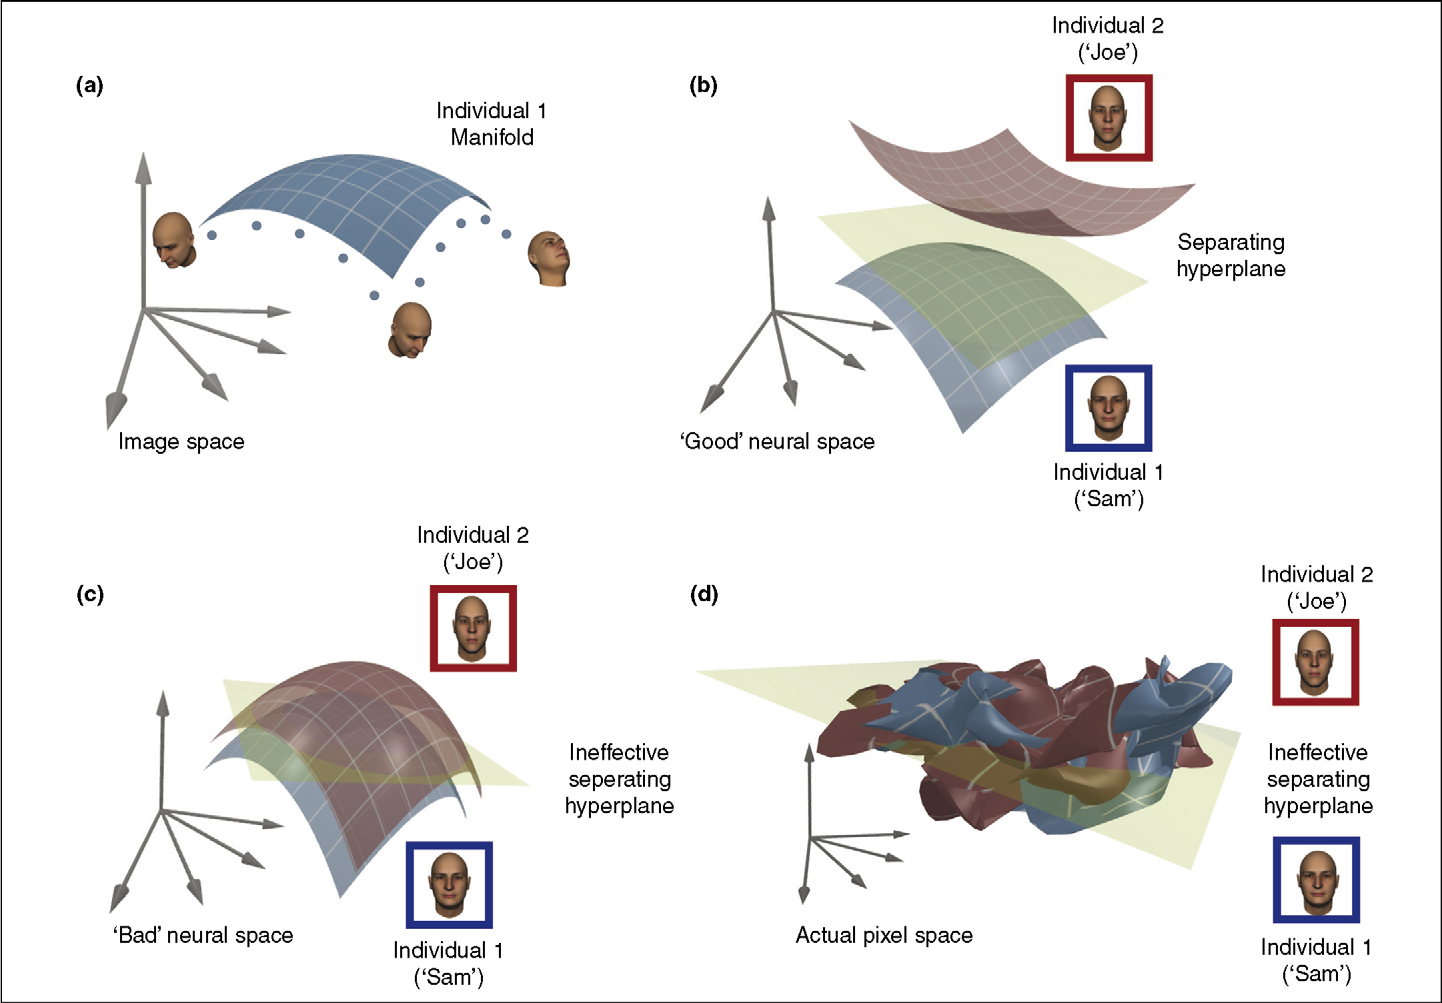 (a)
Individual 1
Manifold
Image space
(b)
Individual 2
(‘Joe’)
Separating
hyperplane
‘Good’ neural space
Individual 1
(‘Sam’)
(c)
Individual 2
(‘Joe’)
Ineffective
seperating
hyperplane
‘Bad’ neural space
Individual 1
(‘Sam’)
(d)
Individual 2
(‘Joe’)
Ineffective
separating
hyperplane
Actual pixel space
Individual 1
(‘Sam’)